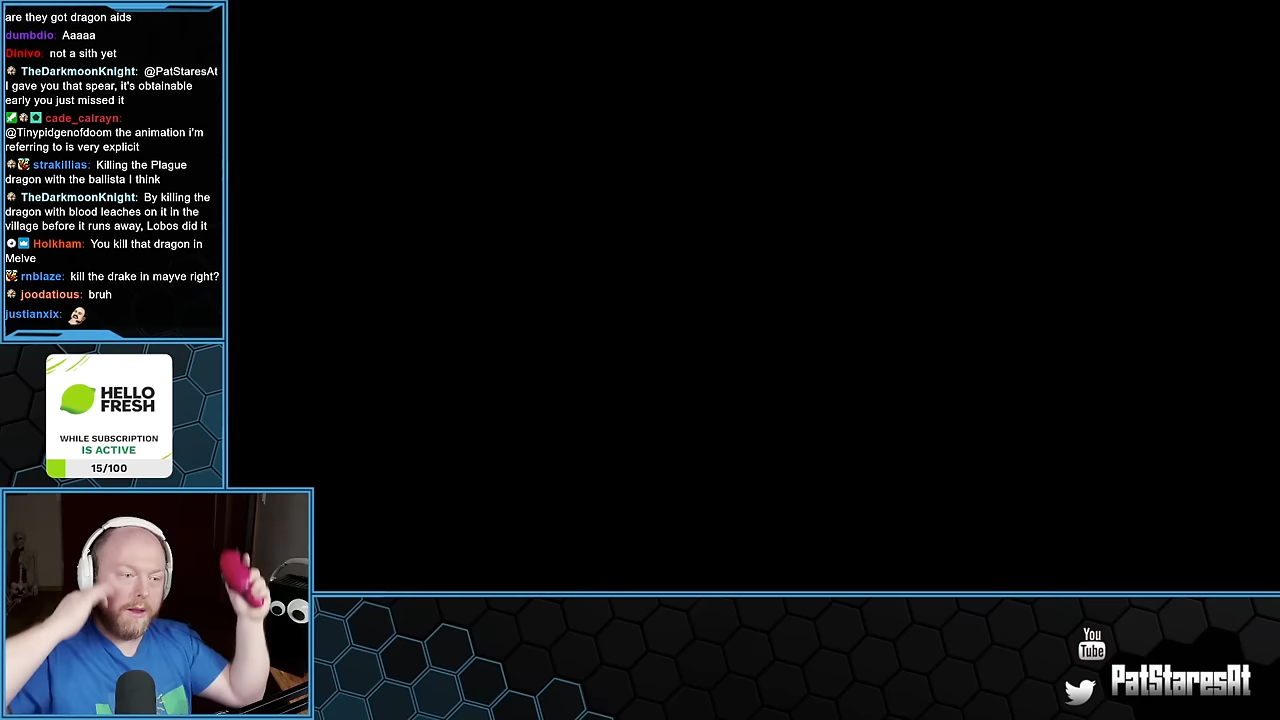 are they got dragon aids
dumbdio: Aaaaa
Dinivo: not a sith yet
TheDarkmoonKnight: @PatStaresAt
I gave you that spear, it's obtainable
early you just missed it
cade_cairayn:
@Tinypidgenofdoom the animation i'm
referring to is very explicit
strakillias: Killing the Plague
dragon with the ballista I think
TheDarkmoonKnight: By killing the
dragon with blood leaches on it in the
village before it runs away, Lobos did it
Holkham: You kill that dragon in
Melve
rnblaze: kill the drake in mayve right?
joodatious: bruh
justianxix:
HELLO
FRESH
WHILE SUBSCRIPTION
IS ACTIVE
15/100
You
Tube
PatStaresAt